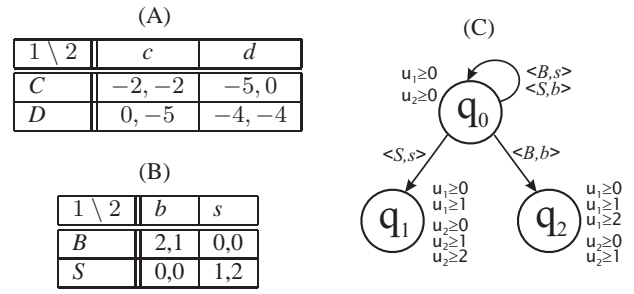 (A)
1 \ 2 c d
C −2, −2 −5, 0
D 0, −5 −4, −4
(B)
1 \ 2 b s
B 2,1 0,0
S 0,0 1,2
(C)
u₁≥0
u₂≥0
<B,s>
<S,b>
q₀
<S,s>
<B,b>
q₁
u₁≥0
u₁≥1
u₂≥0
u₂≥1
u₂≥2
q₂
u₁≥0
u₁≥1
u₁≥2
u₂≥0
u₂≥1